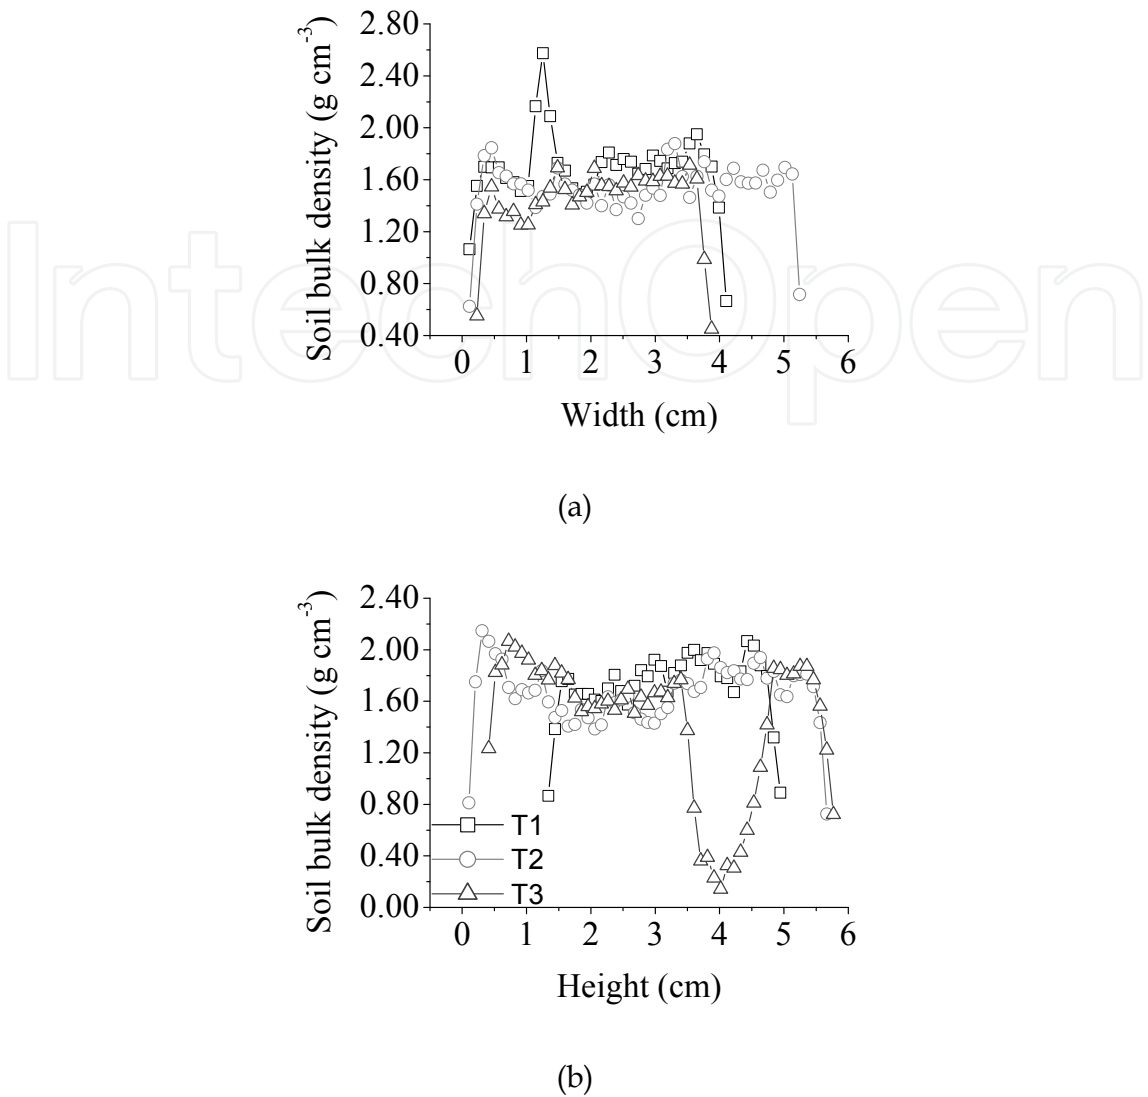 2.80
2.40
2.00
1.60
1.20
0.80
0.40
Soil bulk density (g cm-3)
0 1 2 3 4 5 6
Width (cm)
IntechOpen
(a)
2.40
2.00
1.60
1.20
0.80
0.40
0.00
Soil bulk density (g cm-3)
T1
T2
T3
0 1 2 3 4 5 6
Height (cm)
(b)